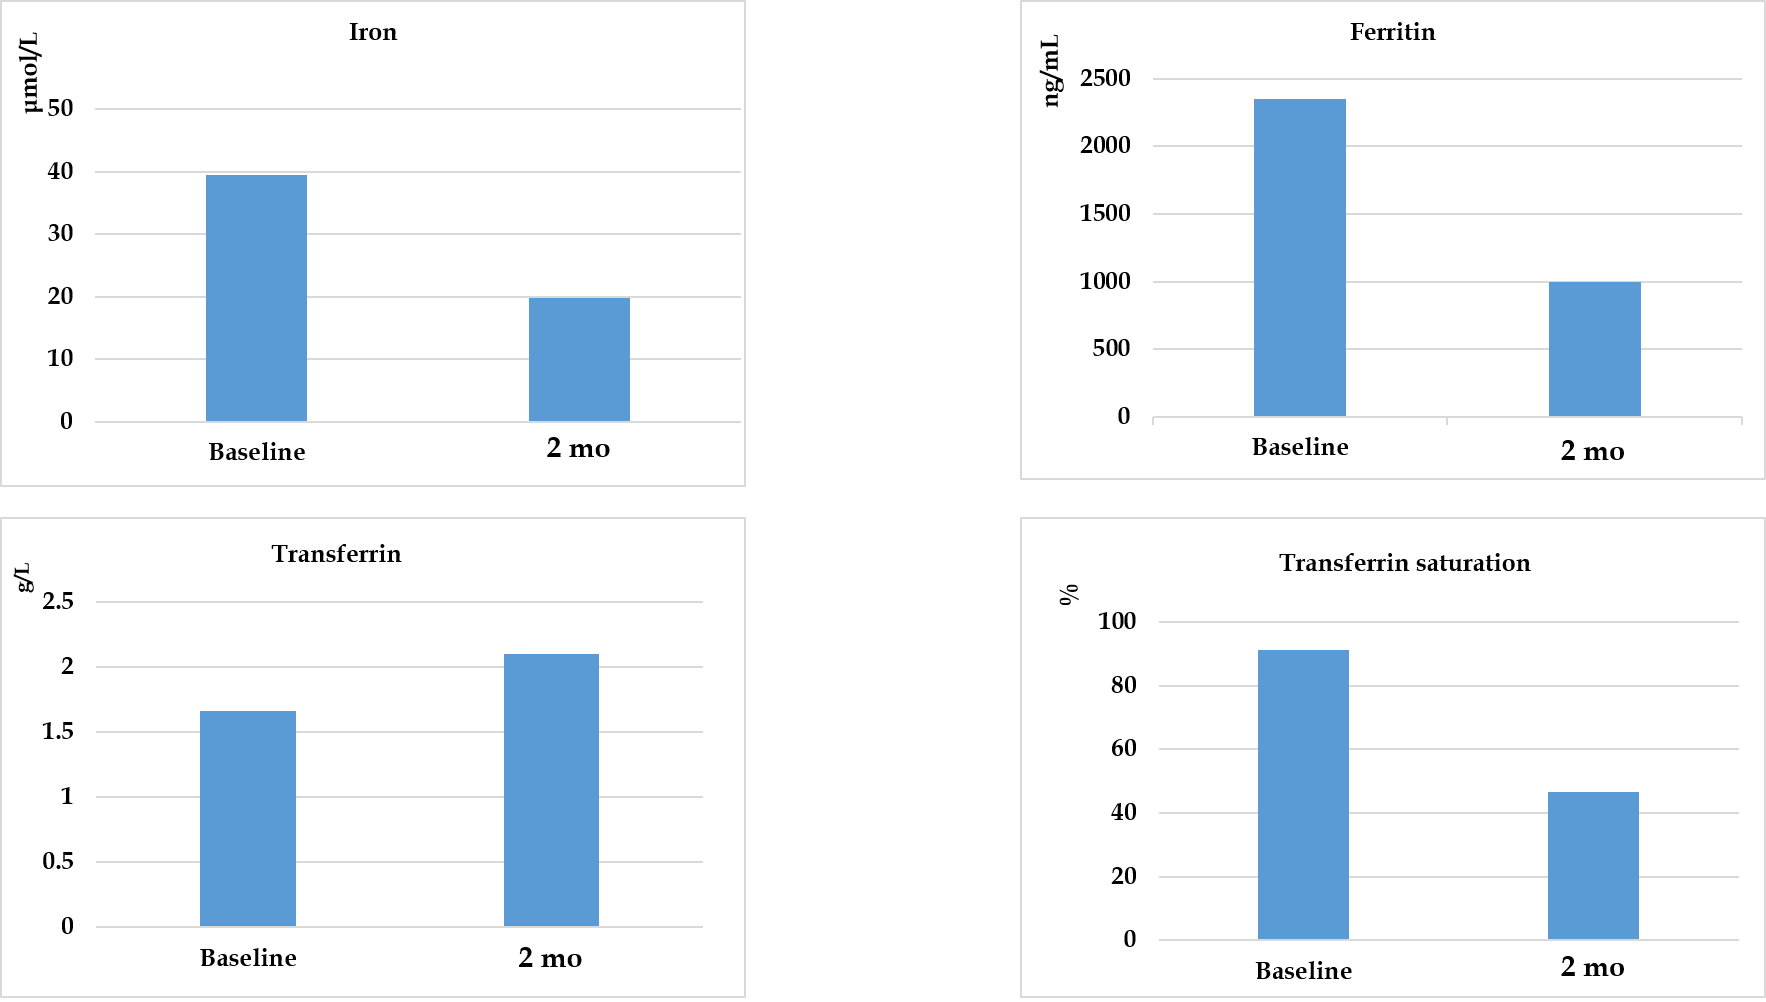 Iron
µmol/L
50
40
30
20
10
0
Baseline
2 mo
Ferritin
ng/mL
2500
2000
1500
1000
500
0
Baseline
2 mo
Transferrin
g/L
2.5
2
1.5
1
0.5
0
Baseline
2 mo
Transferrin saturation
%
100
80
60
40
20
0
Baseline
2 mo